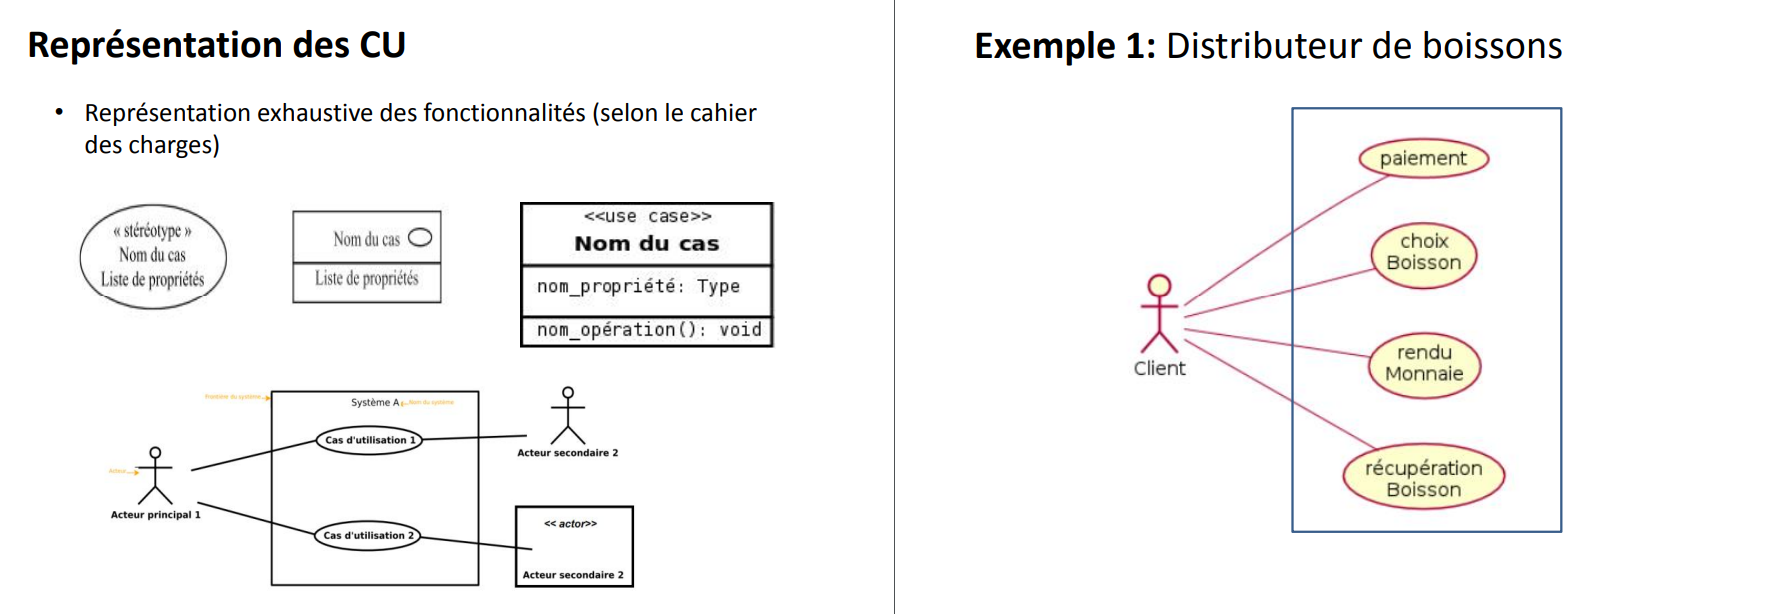 Représentation des CU
• Représentation exhaustive des fonctionnalités (selon le cahier
des charges)
« stéréotype »
Nom du cas
Liste de propriétés
Nom du cas
Liste de propriétés
<<use case>>
Nom du cas
nom_propriété: Type
nom_opération(): void
Frontière du système
Système A
Nom du système
Cas d'utilisation 1
Acteur secondaire 2
Acteur
Acteur principal 1
Cas d'utilisation 2
<< actor>>
Acteur secondaire 2
Exemple 1: Distributeur de boissons
paiement
choix
Boisson
Client
rendu
Monnaie
récupération
Boisson